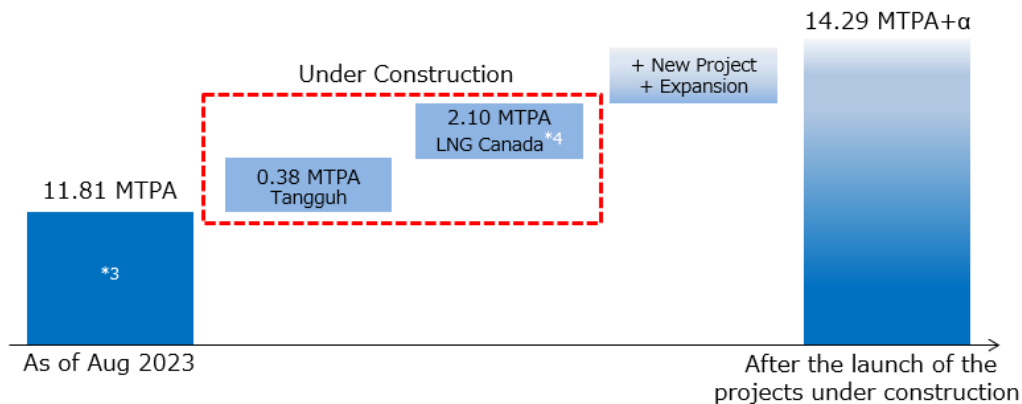 14.29 MTPA+α
+ New Project
+ Expansion
Under Construction
2.10 MTPA
LNG Canada*4
0.38 MTPA
Tangguh
11.81 MTPA
*3
As of Aug 2023
After the launch of the
projects under construction